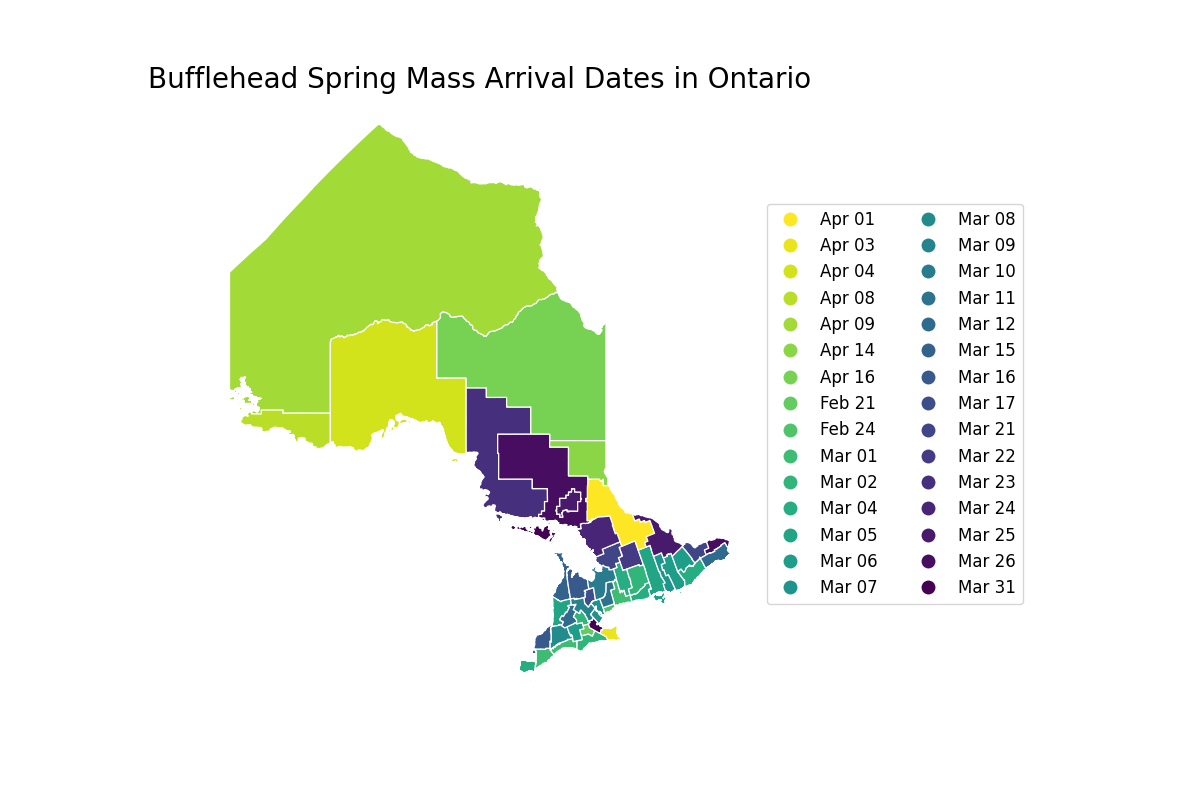 Bufflehead Spring Mass Arrival Dates in Ontario
Apr 01
Apr 03
Apr 04
Apr 08
Apr 09
Apr 14
Apr 16
Feb 21
Feb 24
Mar 01
Mar 02
Mar 04
Mar 05
Mar 06
Mar 07
Mar 08
Mar 09
Mar 10
Mar 11
Mar 12
Mar 15
Mar 16
Mar 17
Mar 21
Mar 22
Mar 23
Mar 24
Mar 25
Mar 26
Mar 31